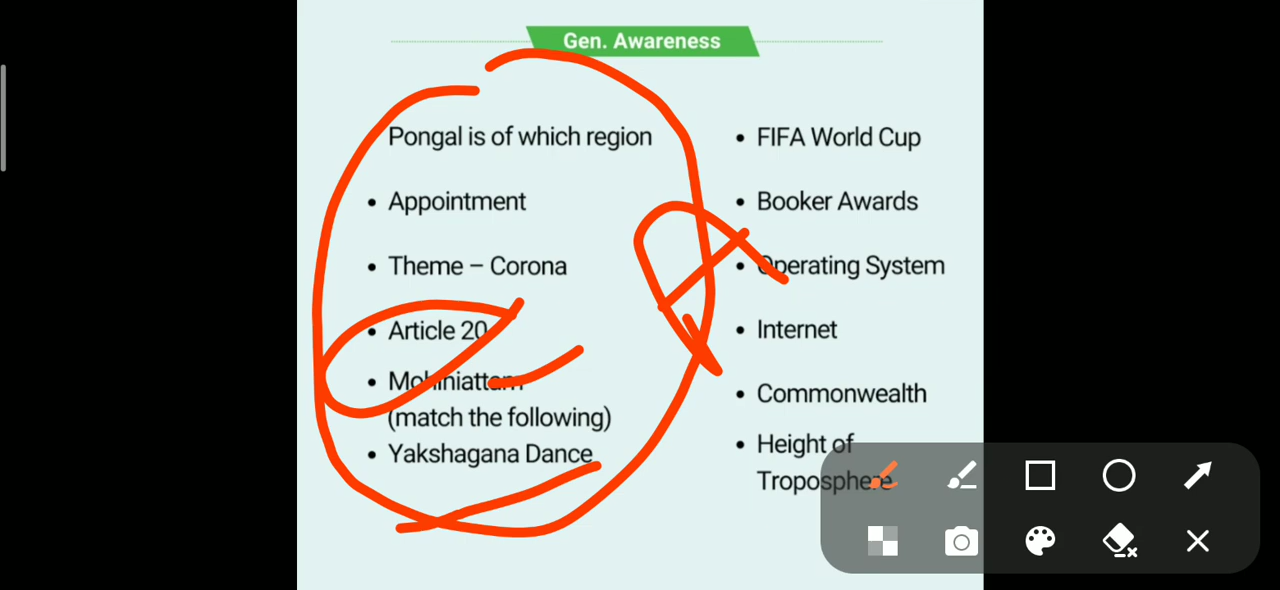 Gen. Awareness
Pongal is of which region
• Appointment
• Theme – Corona
• Article 20
• Mohiniattam
(match the following)
• Yakshagana Dance
• FIFA World Cup
• Booker Awards
• Operating System
• Internet
• Commonwealth
• Height of
Troposphere